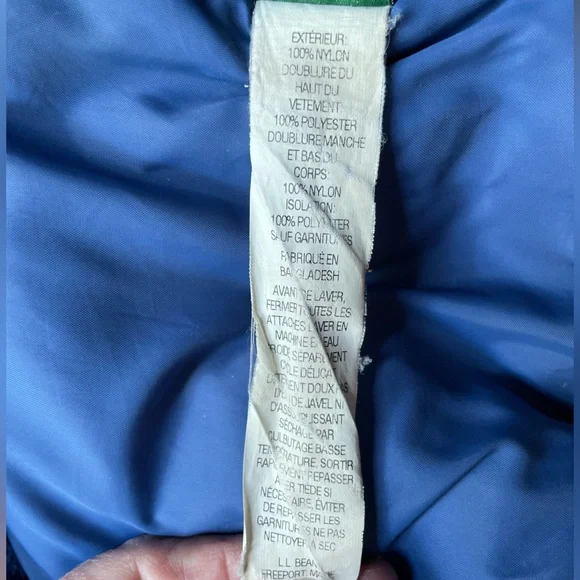 EXTÉRIEUR:
100% NYLON
DOUBLURE DU
HAUT DU
VETEMENT
100% POLYESTER
DOUBLURE MANCHE
ET BAS DU
CORPS:
100% NYLON
ISOLATION:
100% POLYESTER
SAUF GARNITURES
FABRIQUÉ EN
BANGLADESH
AVANT DE LAVER,
FERMER TOUTES LES
ATTACHES LAVER EN
MACHINE EAU
FROIDE SÉPARÉMENT
CYCLE DÉLICAT
DOUX PAS
D'EAU DE JAVEL NI
D'ASSOUPLISSANT
SÉCHAGE PAR
CULBUTAGE BASSE
TEMPÉRATURE, SORTIR
RAPIDEMENT REPASSER
À FER TIÈDE SI
NÉCESSAIRE, ÉVITER
DE REPASSER LES
GARNITURES NE PAS
NETTOYER À SEC
L.L. BEAN
FREEPORT, MAINE